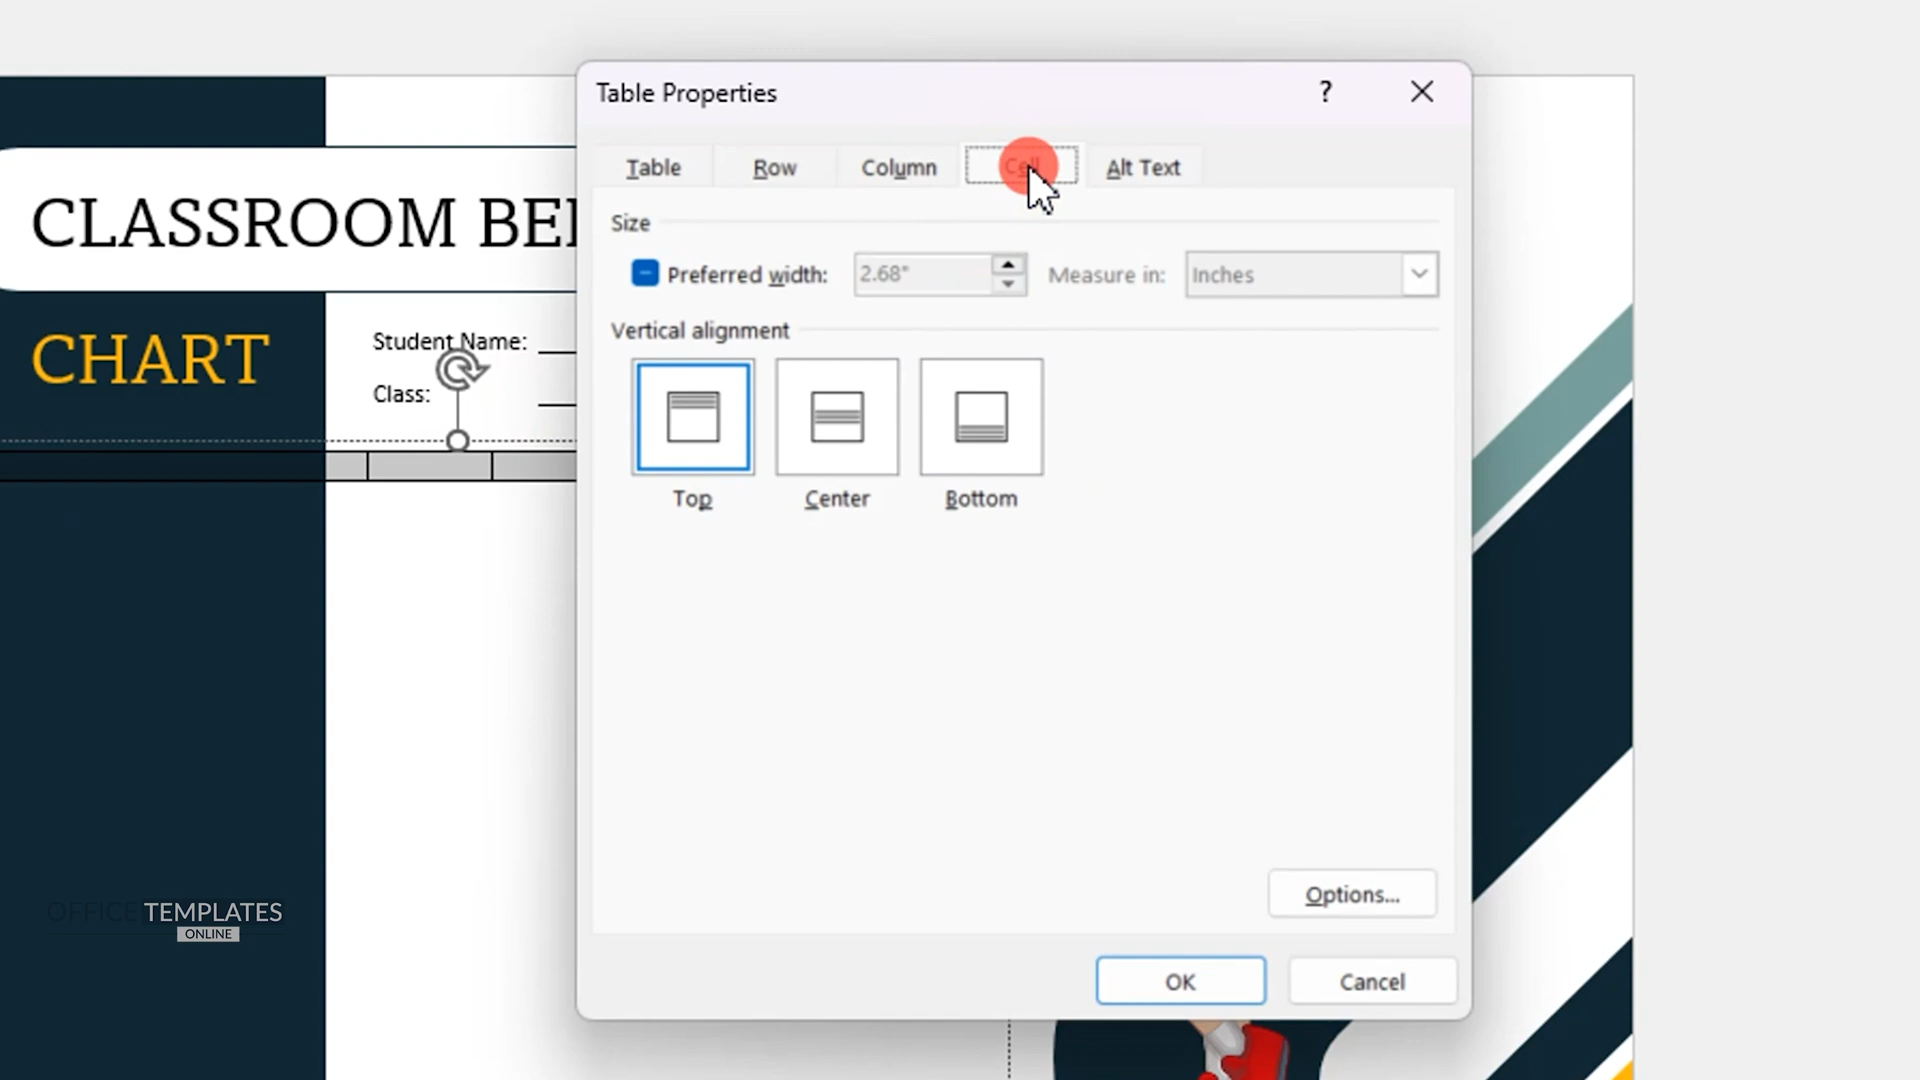 Table Properties
?
Table Row Column Cell Alt Text
Size
Preferred width: 2.68" Measure in: Inches
Vertical alignment
Top Center Bottom
Options...
OK Cancel
CLASSROOM
CHART
Student Name:
Class:
OFFICE TEMPLATES
ONLINE